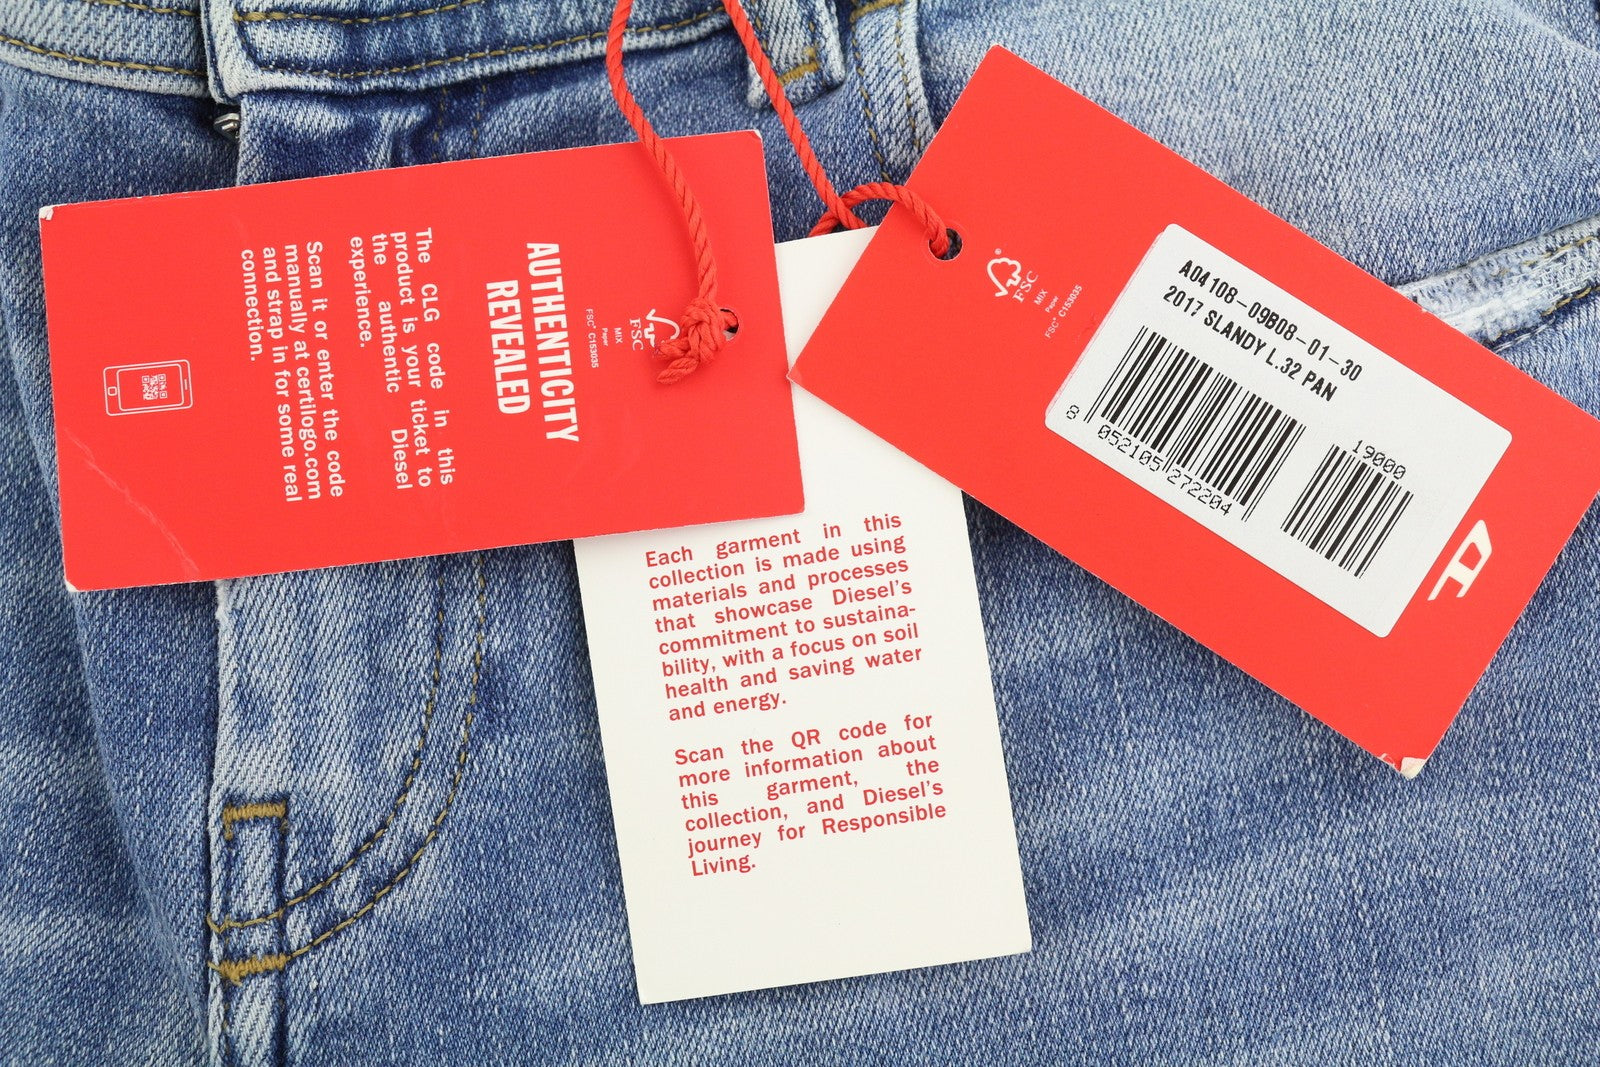 AUTHENTICITY
REVEALED
The CLG code in this
product is your ticket to
the authentic Diesel
experience.
Scan it or enter the code
manually at certilogo.com
and strap in for some real
connection.
FSC
MIX
Paper
FSC® C153035
Each garment in this
collection is made using
materials and processes
that showcase Diesel's
commitment to sustaina-
bility, with a focus on soil
health and saving water
and energy.
Scan the QR code for
more information about
this garment, the
collection, and Diesel's
journey for Responsible
Living.
®
FSC
MIX
Paper
FSC® C153035
A04108-09B08-01-30
2017 SLANDY L.32 PAN
19000
8 052105 272204
D